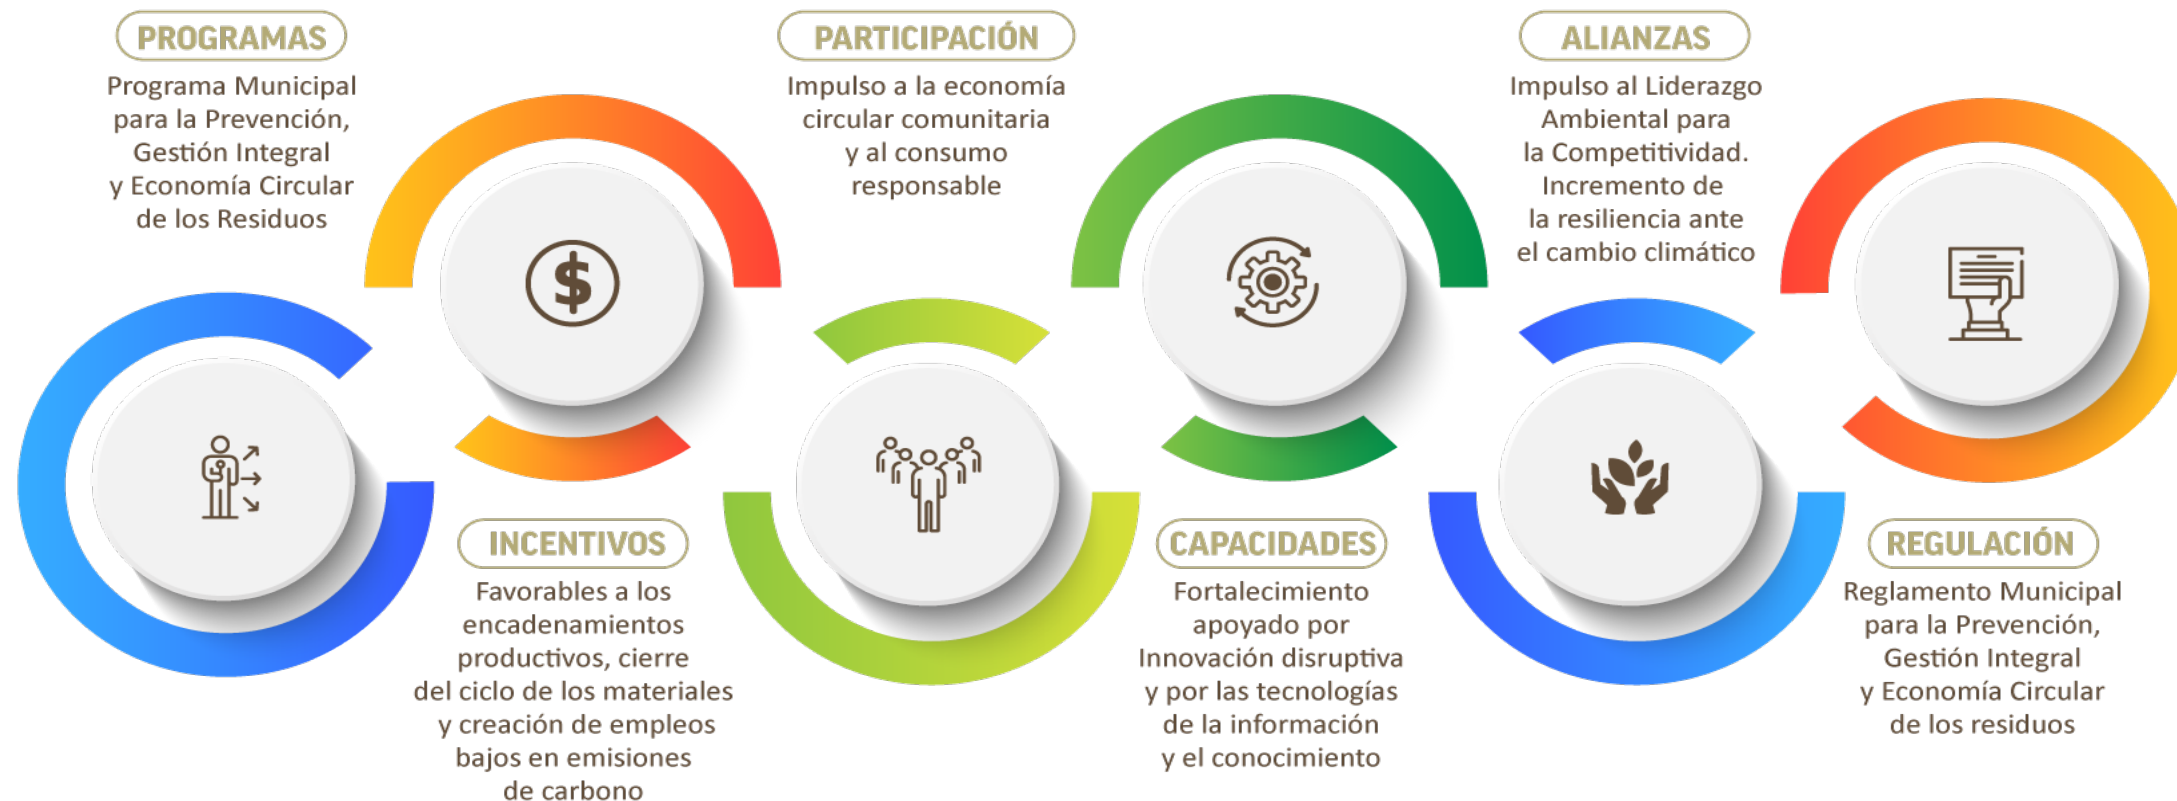 PROGRAMAS
Programa Municipal
para la Prevención,
Gestión Integral
y Economía Circular
de los Residuos
$
INCENTIVOS
Favorables a los
encadenamientos
productivos, cierre
del ciclo de los materiales
y creación de empleos
bajos en emisiones
de carbono
PARTICIPACIÓN
Impulso a la economía
circular comunitaria
y al consumo
responsable
CAPACIDADES
Fortalecimiento
apoyado por
Innovación disruptiva
y por las tecnologías
de la información
y el conocimiento
ALIANZAS
Impulso al Liderazgo
Ambiental para
la Competitividad.
Incremento de
la resiliencia ante
el cambio climático
REGULACIÓN
Reglamento Municipal
para la Prevención,
Gestión Integral
y Economía Circular
de los residuos